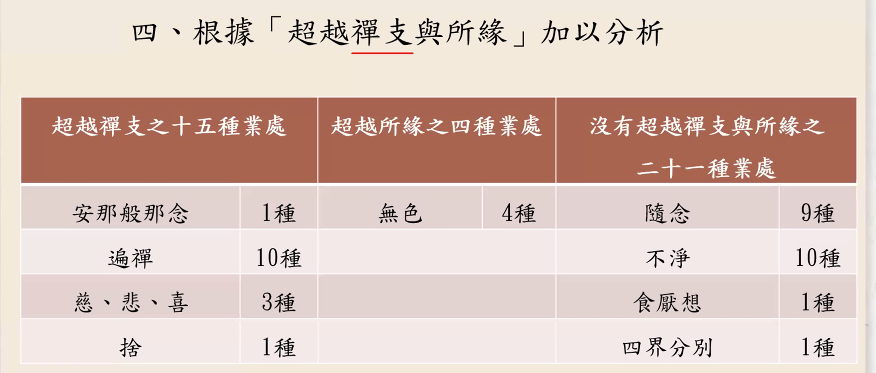 四、根據「超越禪支與所緣」加以分析
超越禪支之十五種業處 超越所緣之四種業處 沒有超越禪支與所緣之
二十一種業處
安那般那念 1種 無色 4種 隨念 9種
遍禪 10種 不淨 10種
慈、悲、喜 3種 食厭想 1種
捨 1種 四界分別 1種